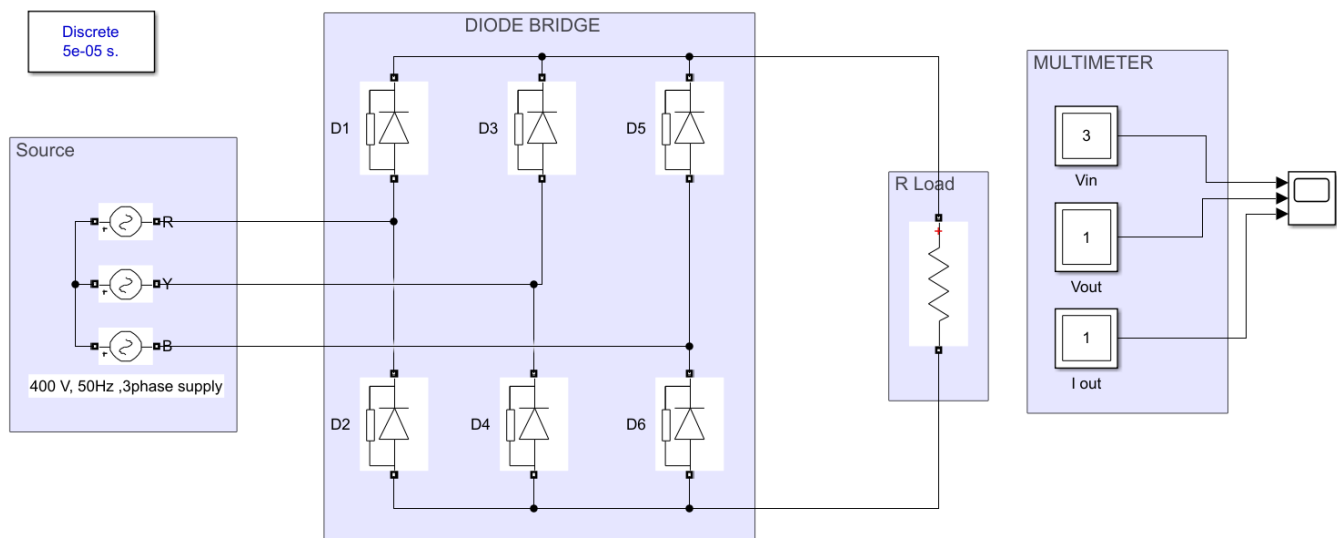 Discrete
5e-05 s.
DIODE BRIDGE
D1
D3
D5
Source
R
Y
B
400 V, 50Hz ,3phase supply
D2
D4
D6
R Load
+
MULTIMETER
3
Vin
1
Vout
1
I out